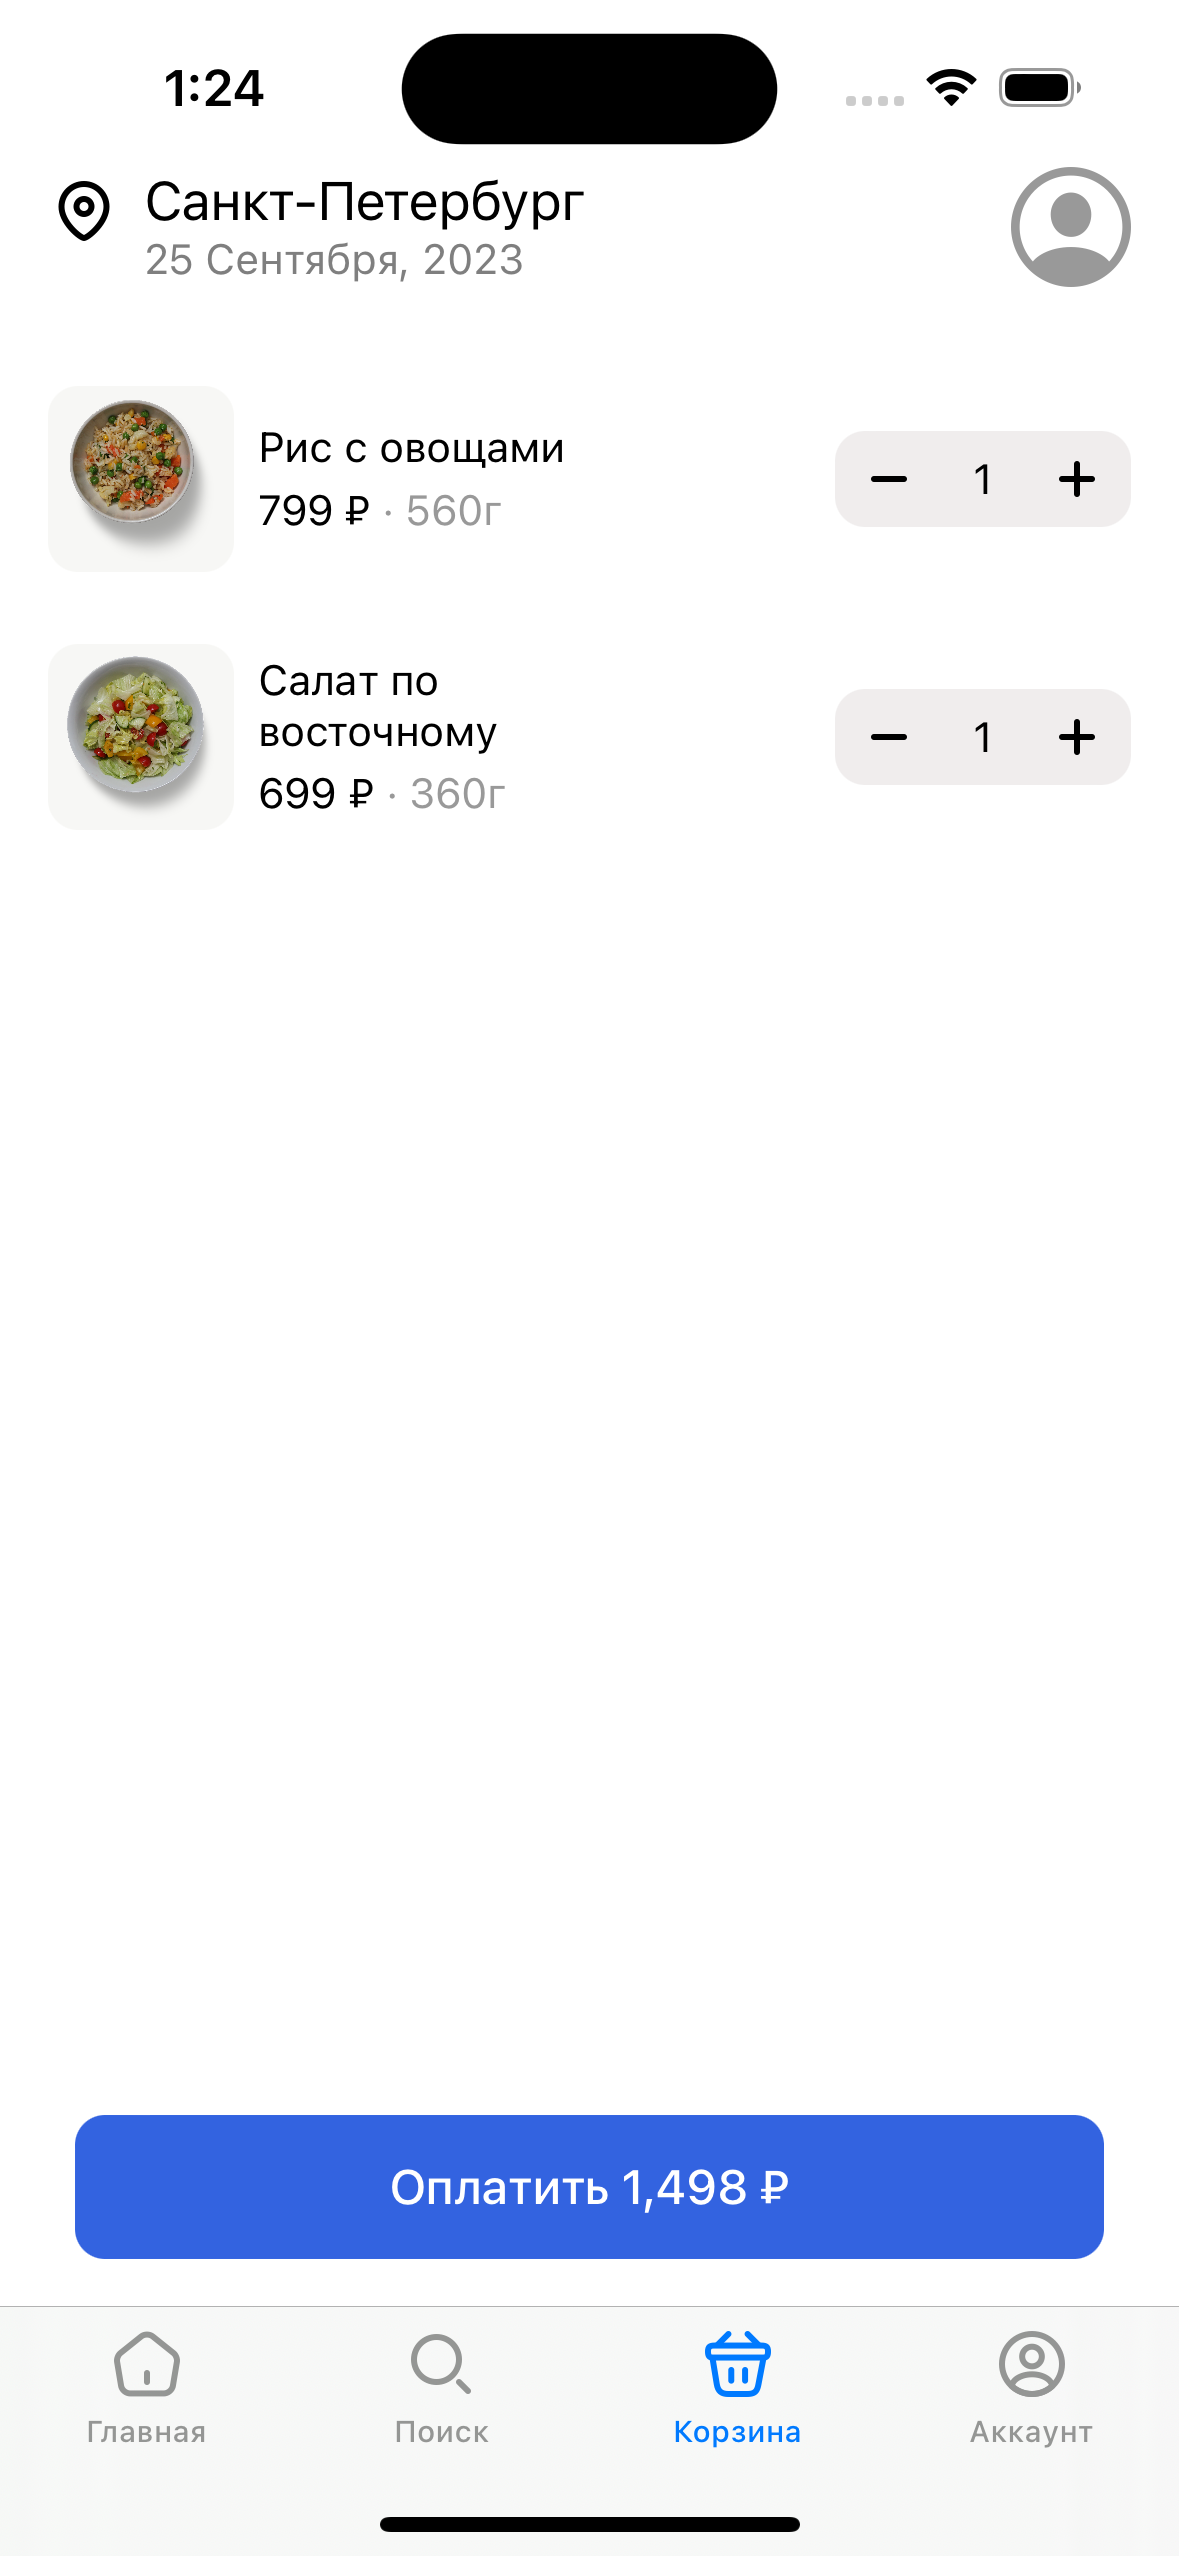 1:24
Санкт-Петербург
25 Сентября, 2023
Рис с овощами
799 ₽ · 560г
1
Салат по
восточному
699 ₽ · 360г
1
Оплатить 1,498 ₽
Главная
Поиск
Корзина
Аккаунт